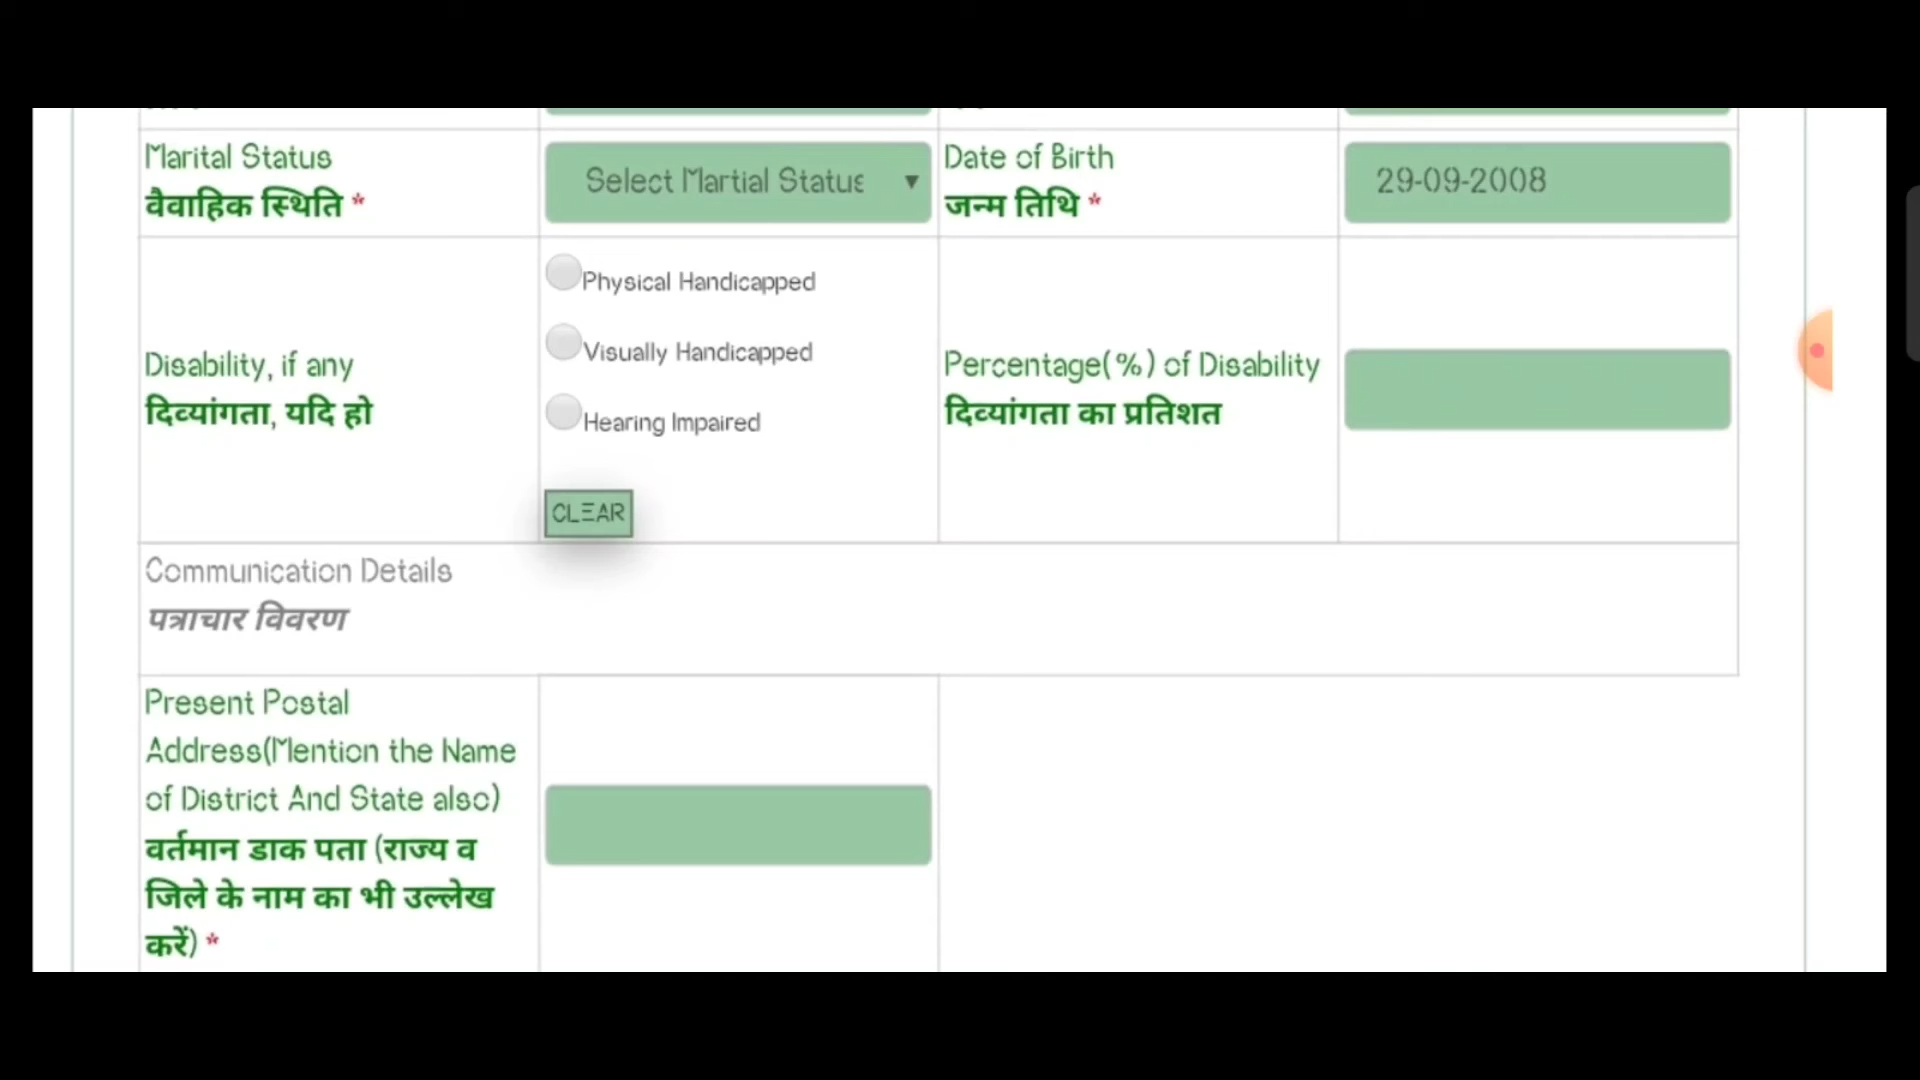 Marital Status
वैवाहिक स्थिति *
Select Martial Status
Date of Birth
जन्म तिथि *
29-09-2008
Disability, if any
दिव्यांगता, यदि हो
Physical Handicapped
Visually Handicapped
Hearing Impaired
CLEAR
Percentage(%) of Disability
दिव्यांगता का प्रतिशत
Communication Details
पत्राचार विवरण
Present Postal
Address(Mention the Name
of District And State also)
वर्तमान डाक पता (राज्य व
जिले के नाम का भी उल्लेख
करें) *